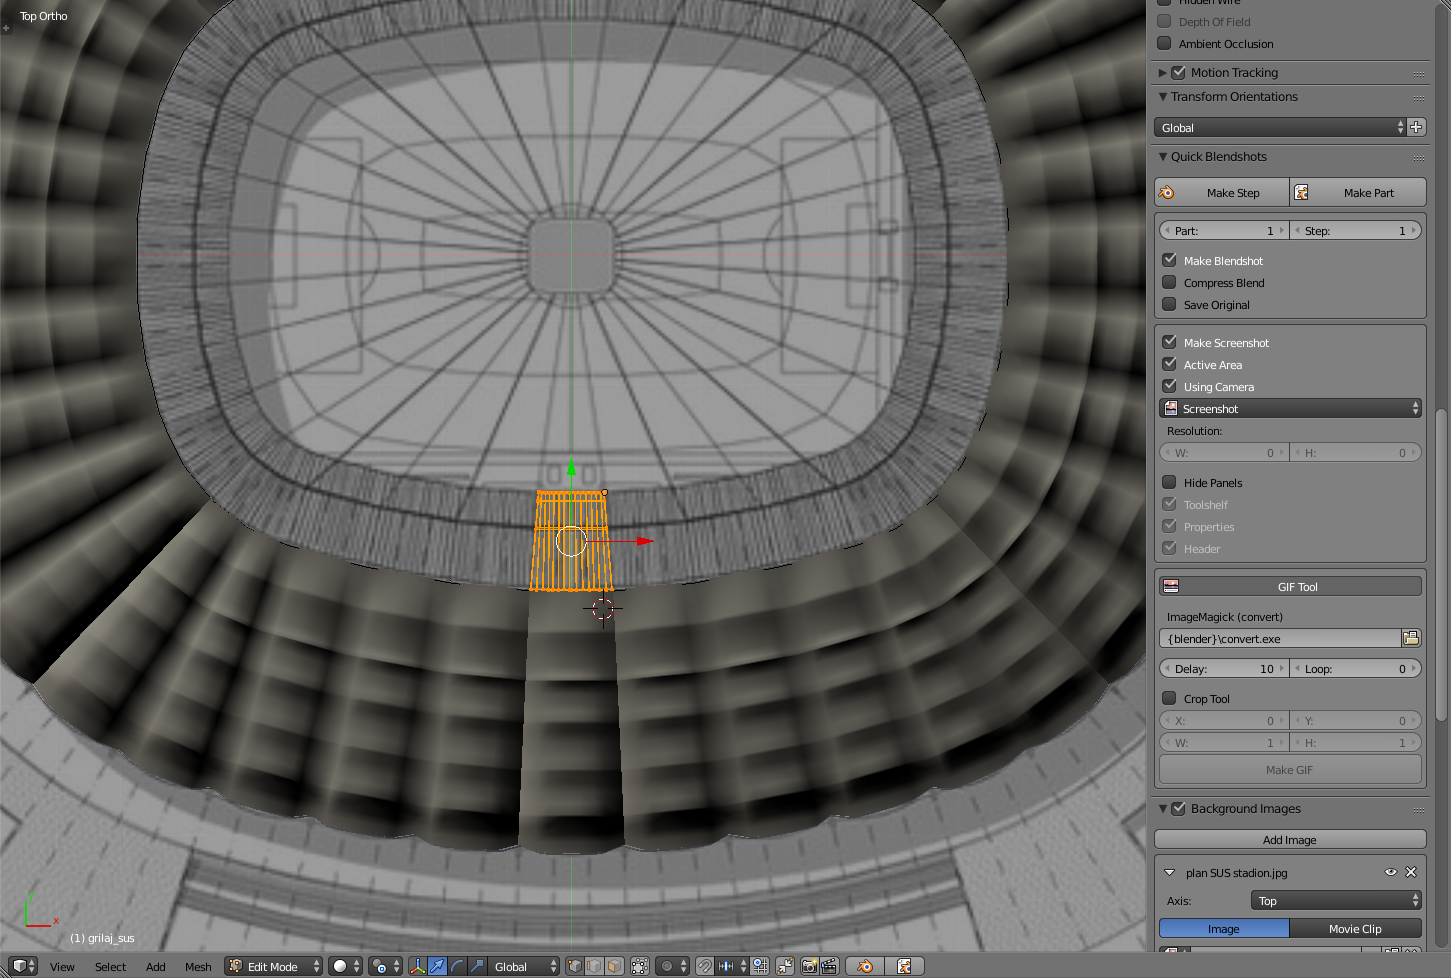 Top Ortho
Hidden Wire
Depth Of Field
Ambient Occlusion
Motion Tracking
Transform Orientations
Global
Quick Blendshots
Make Step Make Part
Part: 1 Step: 1
Make Blendshot
Compress Blend
Save Original
Make Screenshot
Active Area
Using Camera
Screenshot
Resolution:
W: 0 H: 0
Hide Panels
Toolshelf
Properties
Header
GIF Tool
ImageMagick (convert)
{blender}\convert.exe
Delay: 10 Loop: 0
Crop Tool
X: 0 Y: 0
W: 1 H: 1
Make GIF
Background Images
Add Image
plan SUS stadion.jpg
Axis: Top
Image Movie Clip
Y
x
(1) grilaj_sus
View Select Add Mesh Edit Mode Global